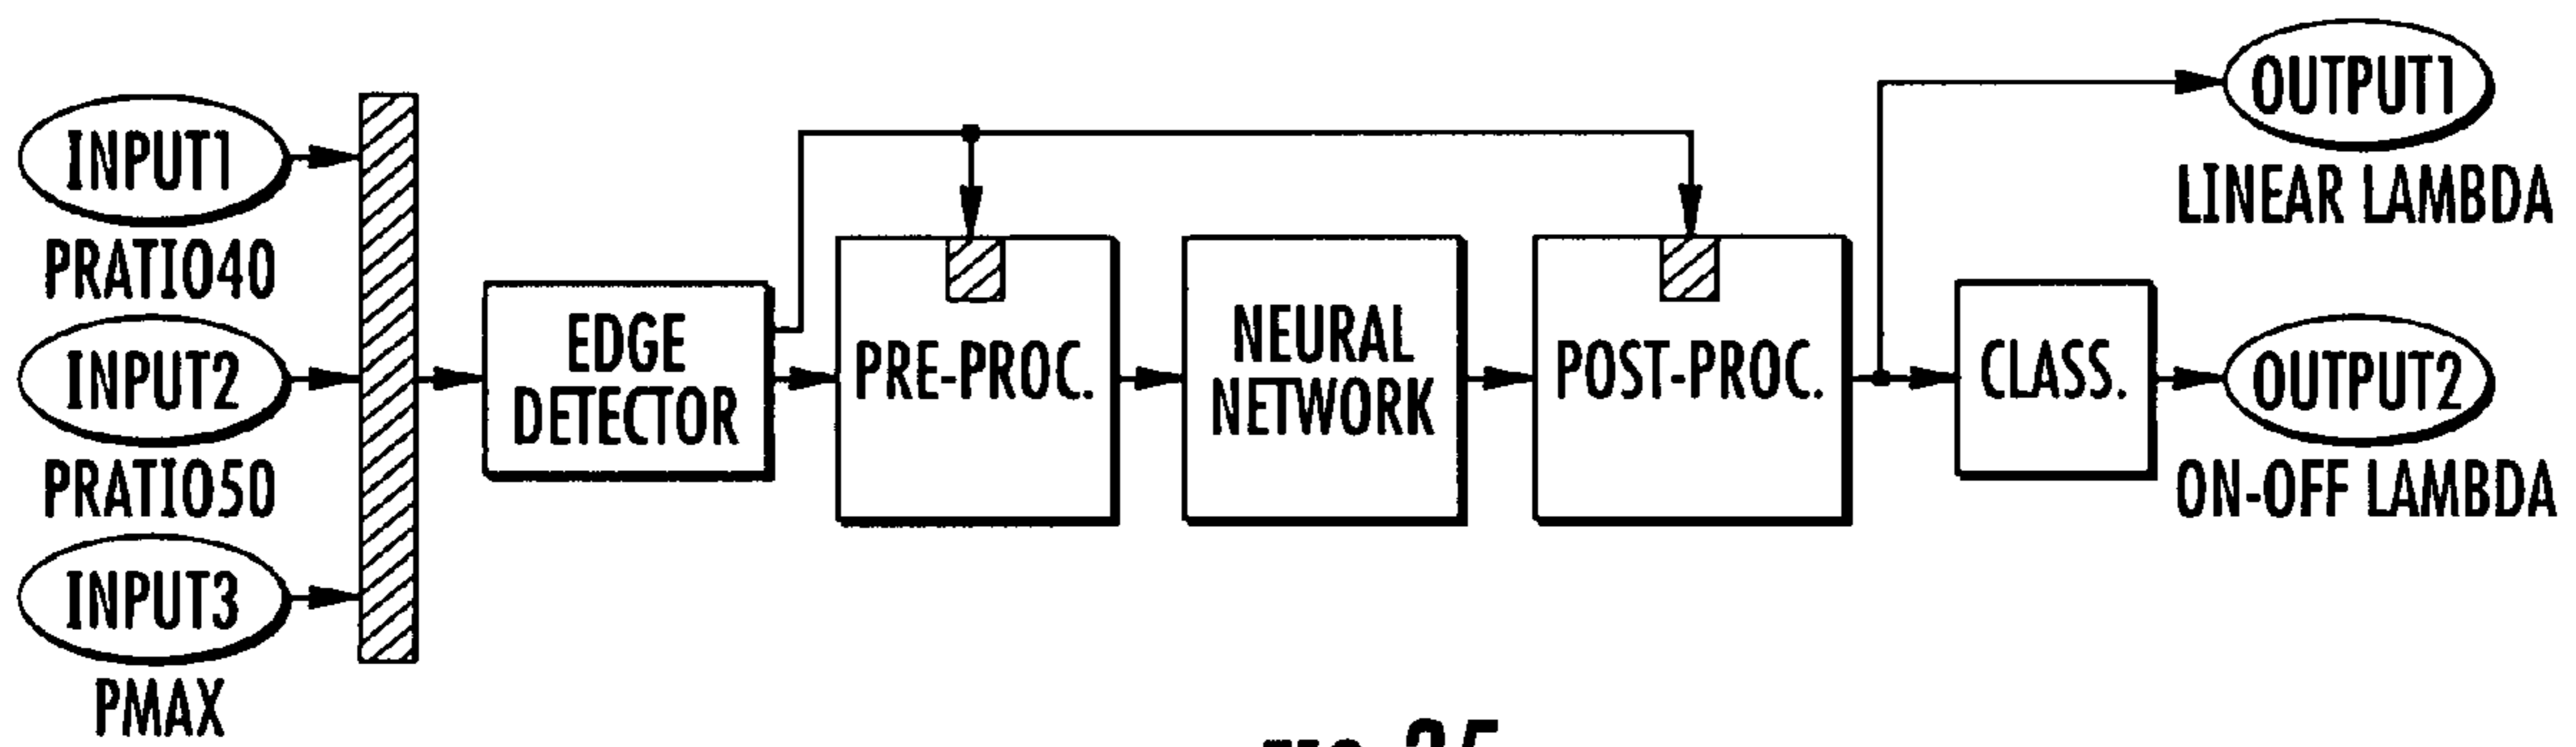 INPUT1
PRATIO40
INPUT2
PRATIO50
INPUT3
PMAX
EDGE
DETECTOR
PRE-PROC.
NEURAL
NETWORK
POST-PROC.
CLASS.
OUTPUT1
LINEAR LAMBDA
OUTPUT2
ON-OFF LAMBDA